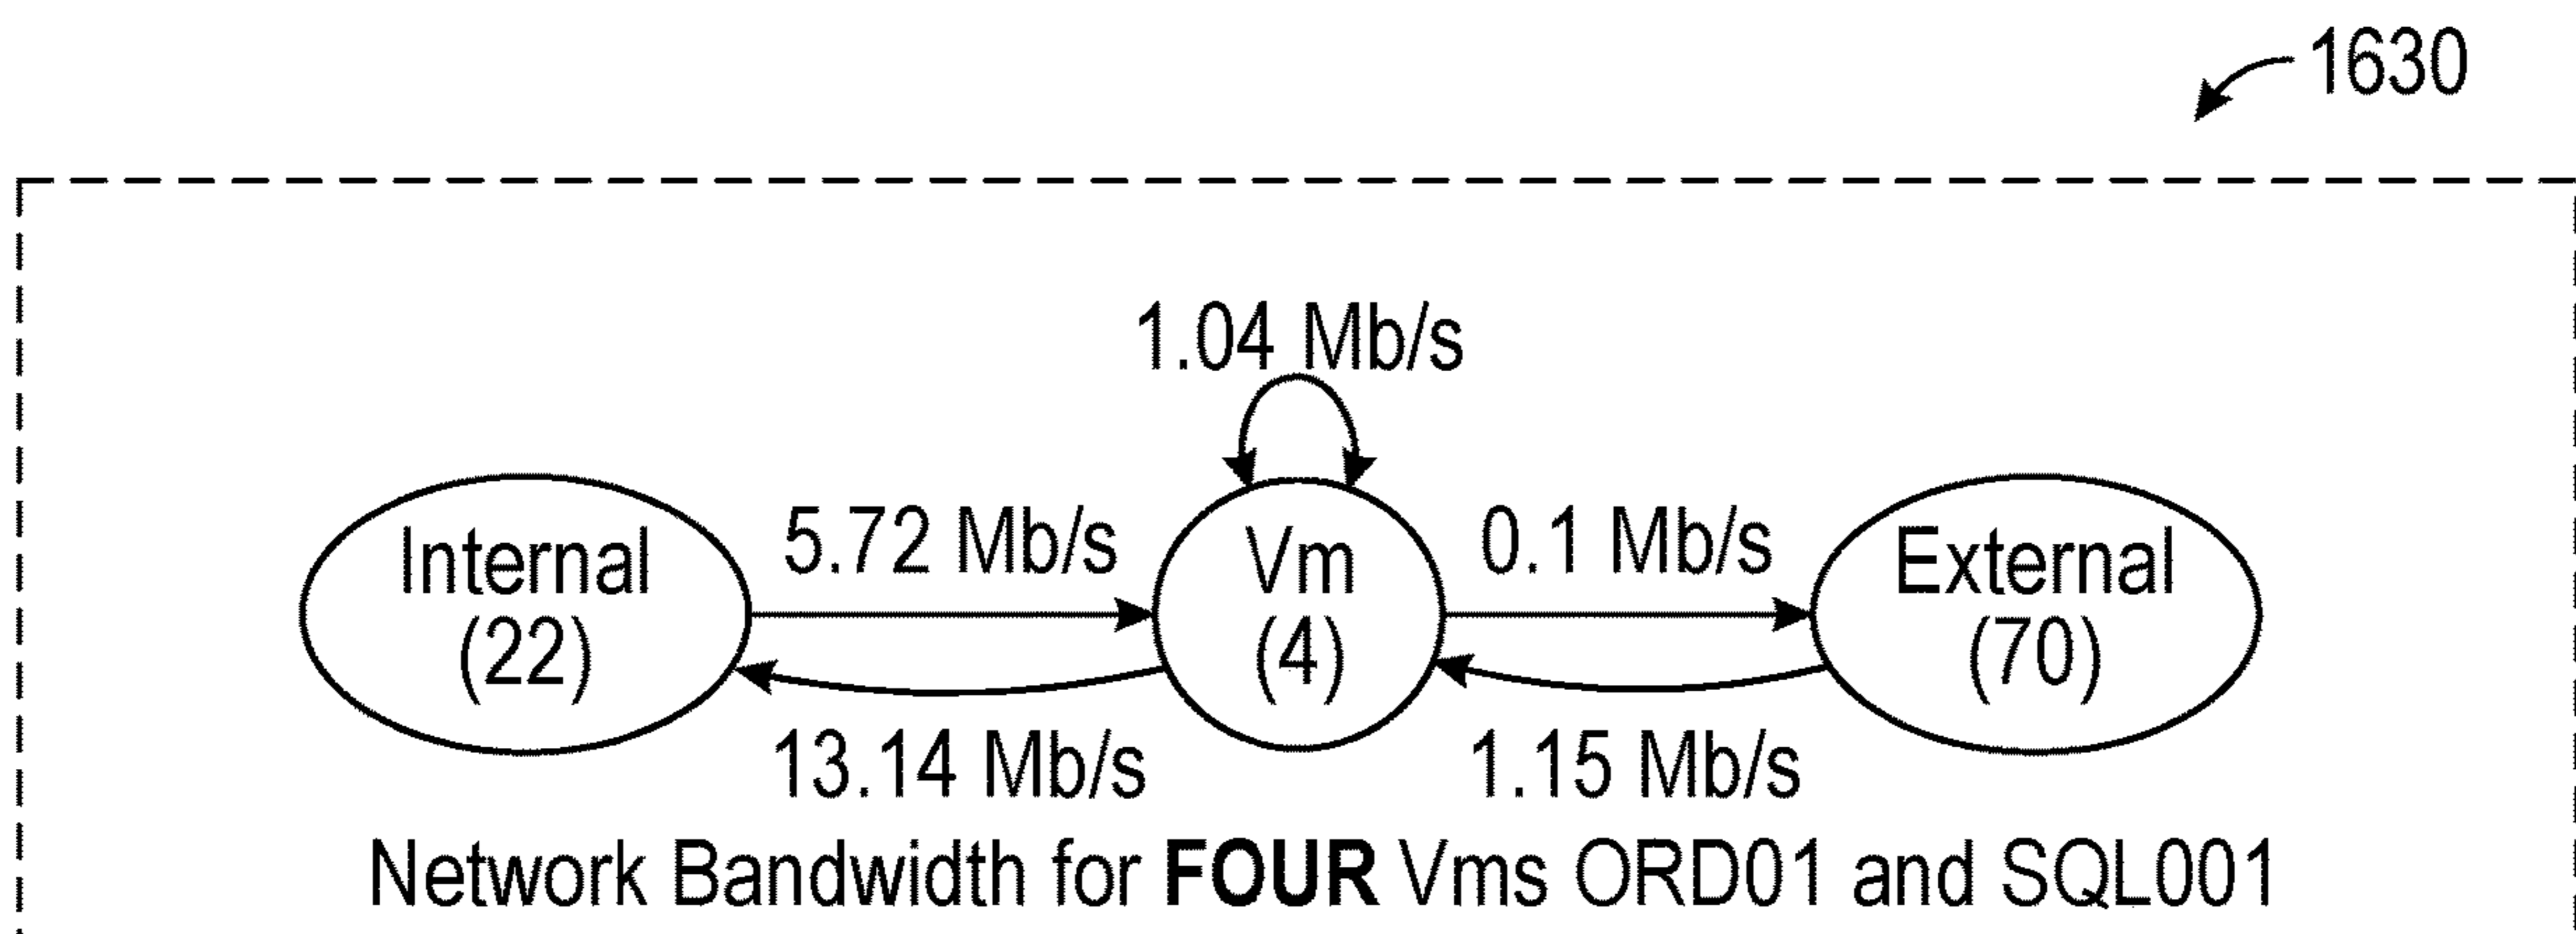 1630
1.04 Mb/s
Internal
(22)
5.72 Mb/s
13.14 Mb/s
Vm
(4)
0.1 Mb/s
1.15 Mb/s
External
(70)
Network Bandwidth for FOUR Vms ORD01 and SQL001